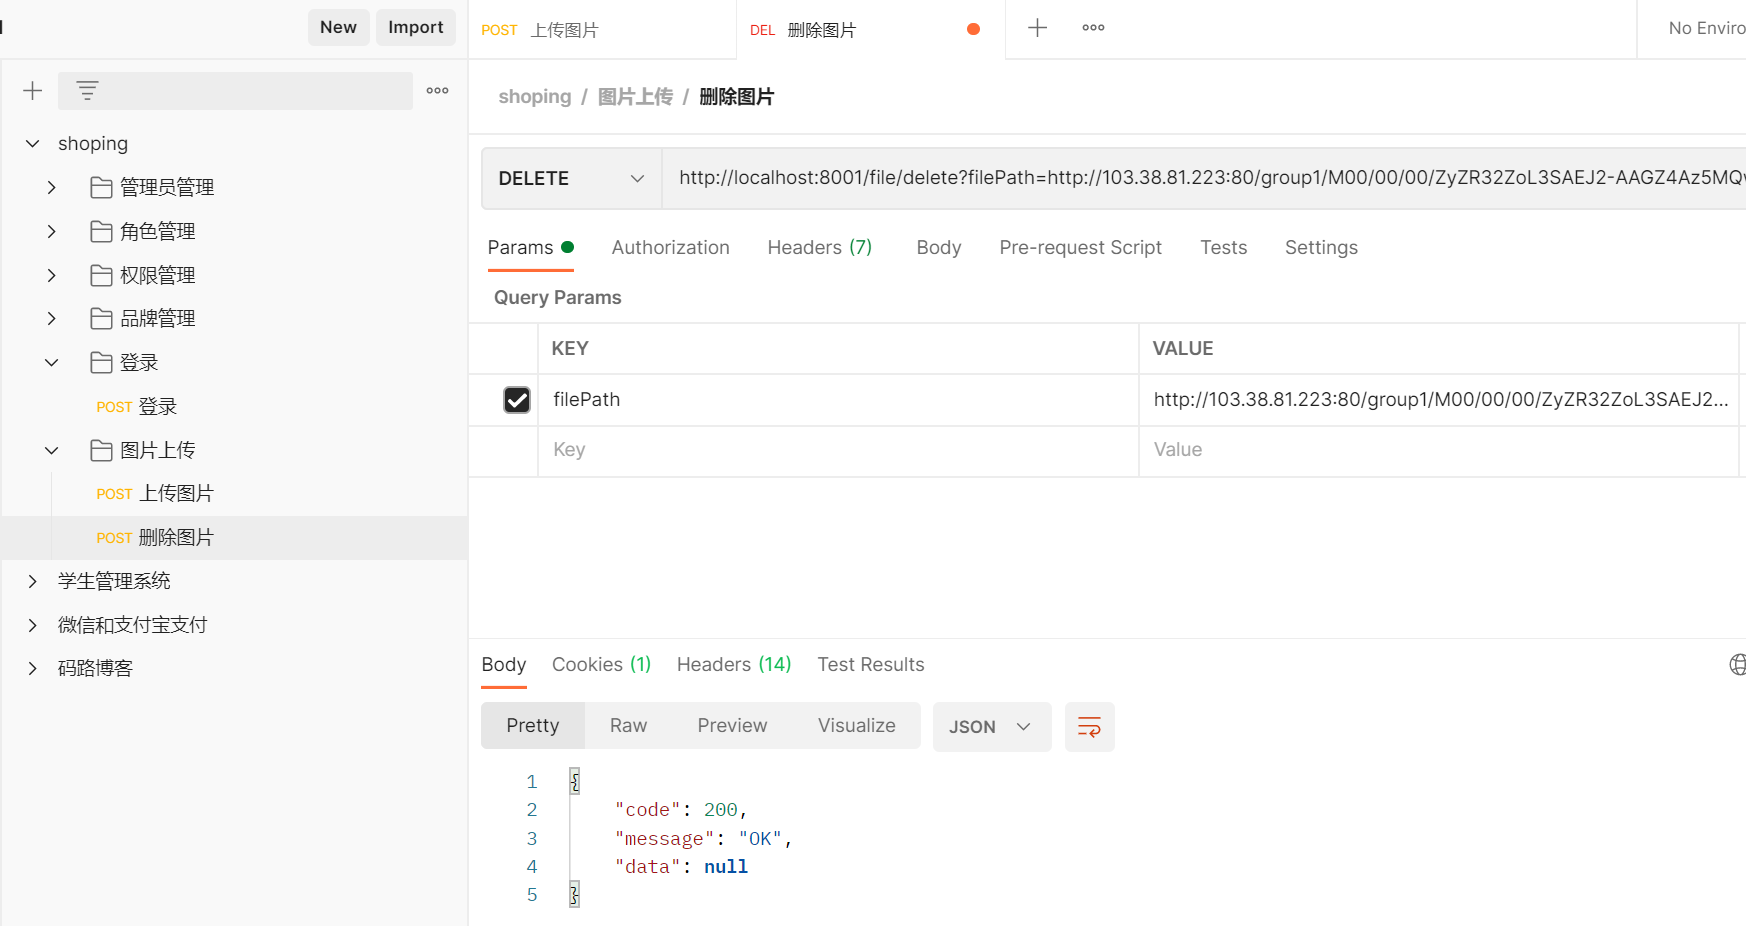 New
Import
POST 上传图片
DEL 删除图片
No Enviro
shoping / 图片上传 / 删除图片
shoping
管理员管理
角色管理
权限管理
品牌管理
登录
POST 登录
图片上传
POST 上传图片
POST 删除图片
学生管理系统
微信和支付宝支付
码路博客
DELETE
http://localhost:8001/file/delete?filePath=http://103.38.81.223:80/group1/M00/00/00/ZyZR32ZoL3SAEJ2-AAGZ4Az5MQ
Params
Authorization
Headers (7)
Body
Pre-request Script
Tests
Settings
Query Params
KEY
VALUE
filePath
http://103.38.81.223:80/group1/M00/00/00/ZyZR32ZoL3SAEJ2...
Key
Value
Body
Cookies (1)
Headers (14)
Test Results
Pretty
Raw
Preview
Visualize
JSON
1 {
2 "code": 200,
3 "message": "OK",
4 "data": null
5 }